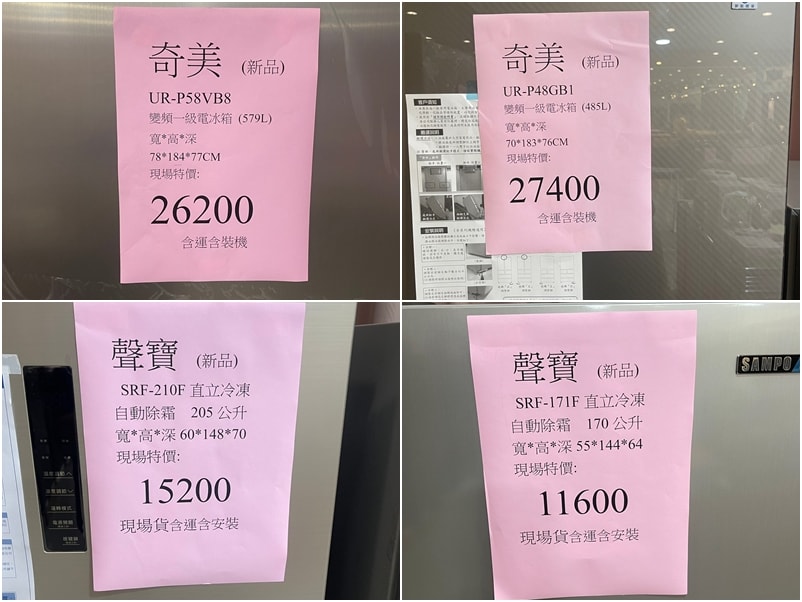 奇美 (新品)
UR-P58VB8
變頻一級電冰箱 (579L)
寬*高*深
78*184*77CM
現場特價:
26200
含運含裝機
奇美 (新品)
UR-P48GB1
變頻一級電冰箱 (485L)
寬*高*深
70*183*76CM
現場特價:
27400
含運含裝機
聲寶 (新品)
SRF-210F 直立冷凍
自動除霜 205 公升
寬*高*深 60*148*70
現場特價:
15200
現場貨含運含安裝
聲寶 (新品)
SRF-171F 直立冷凍
自動除霜 170 公升
寬*高*深 55*144*64
現場特價:
11600
現場貨含運含安裝
SAMPO